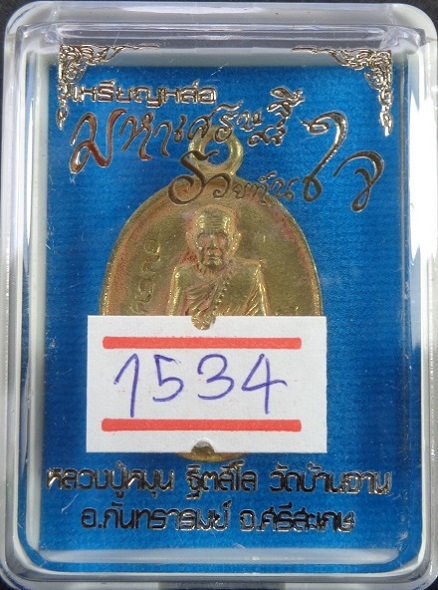 เหรียญหล่อ
มหาเศรษฐี
ร้อย ใจ
1534
หลวงปู่หมุน ฐิตสีโล วัดบ้านจาน
อ.กันทรารมย์ จ.ศรีสะเกษ